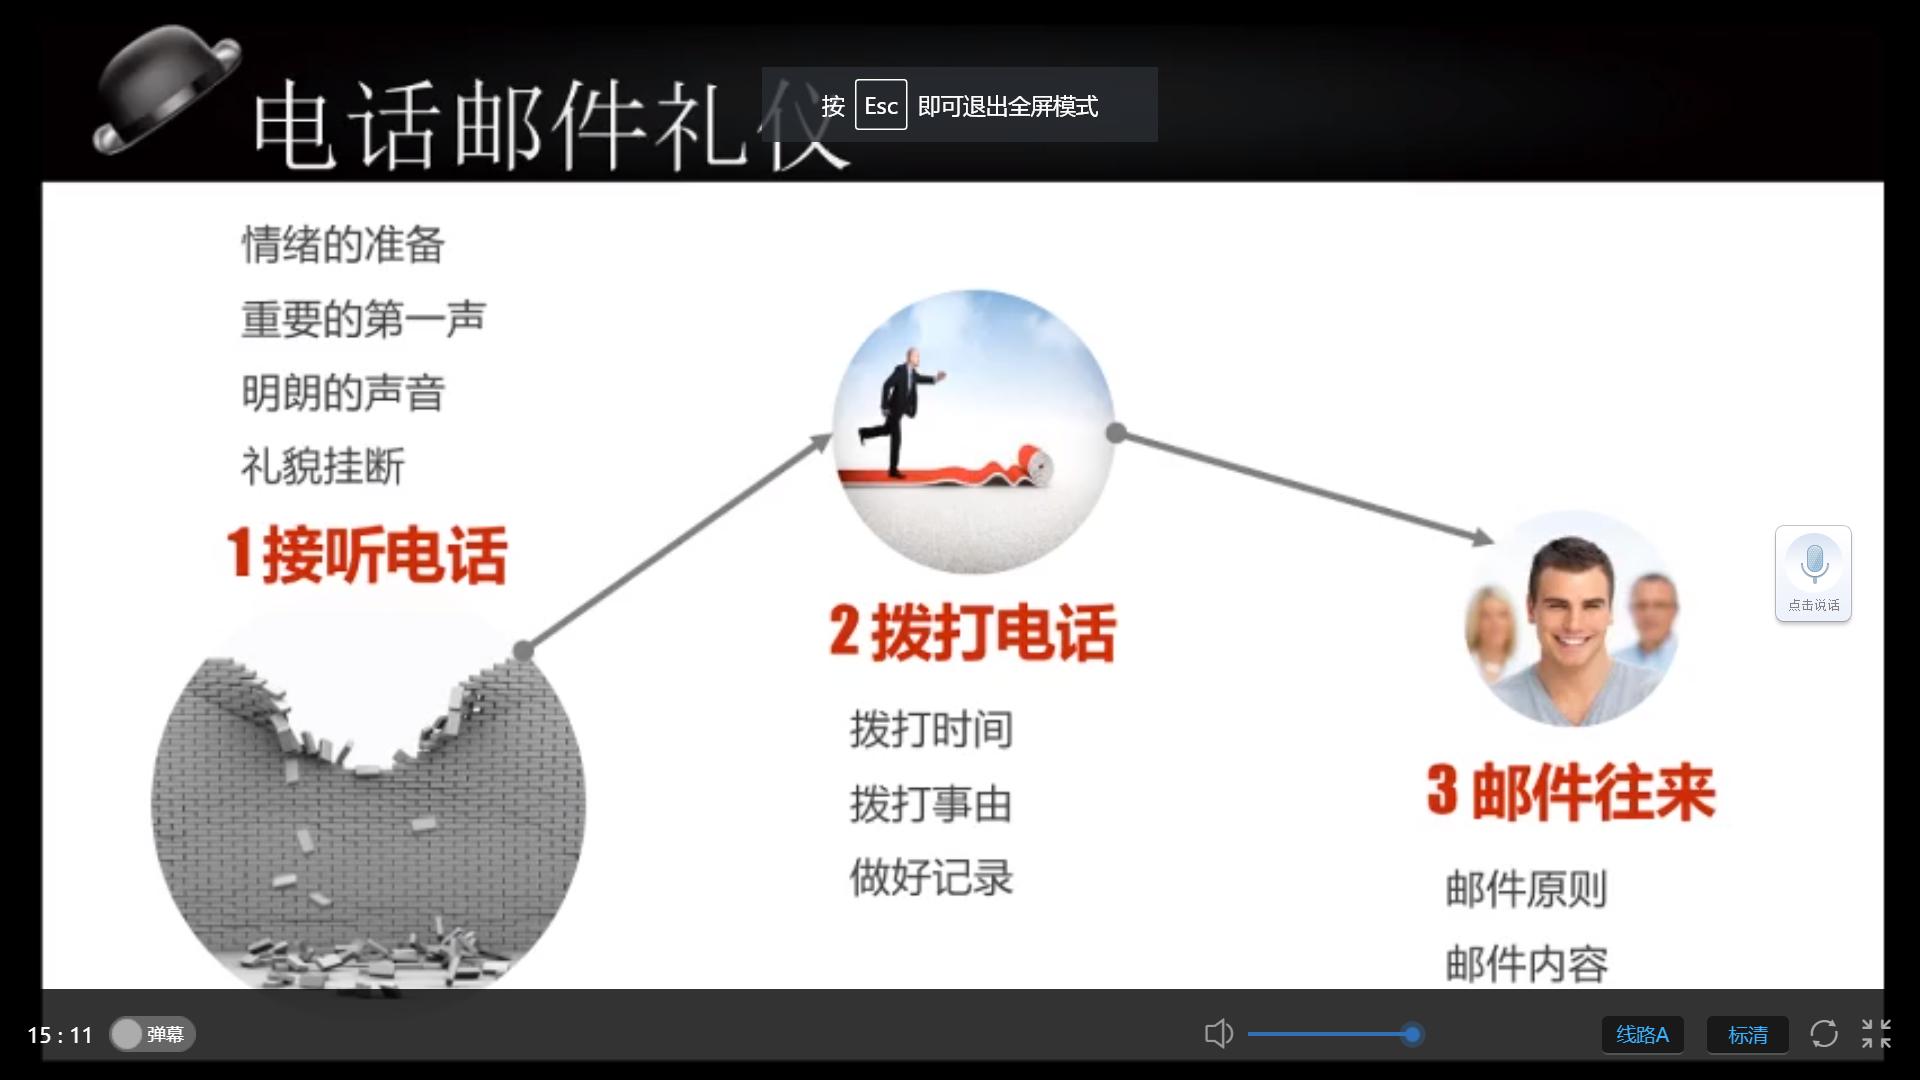 电话邮件礼仪
按 Esc 即可退出全屏模式
情绪的准备
重要的第一声
明朗的声音
礼貌挂断
1 接听电话
2 拨打电话
拨打时间
拨打事由
做好记录
3 邮件往来
邮件原则
邮件内容
点击说话
15 : 11
弹幕
线路A
标清